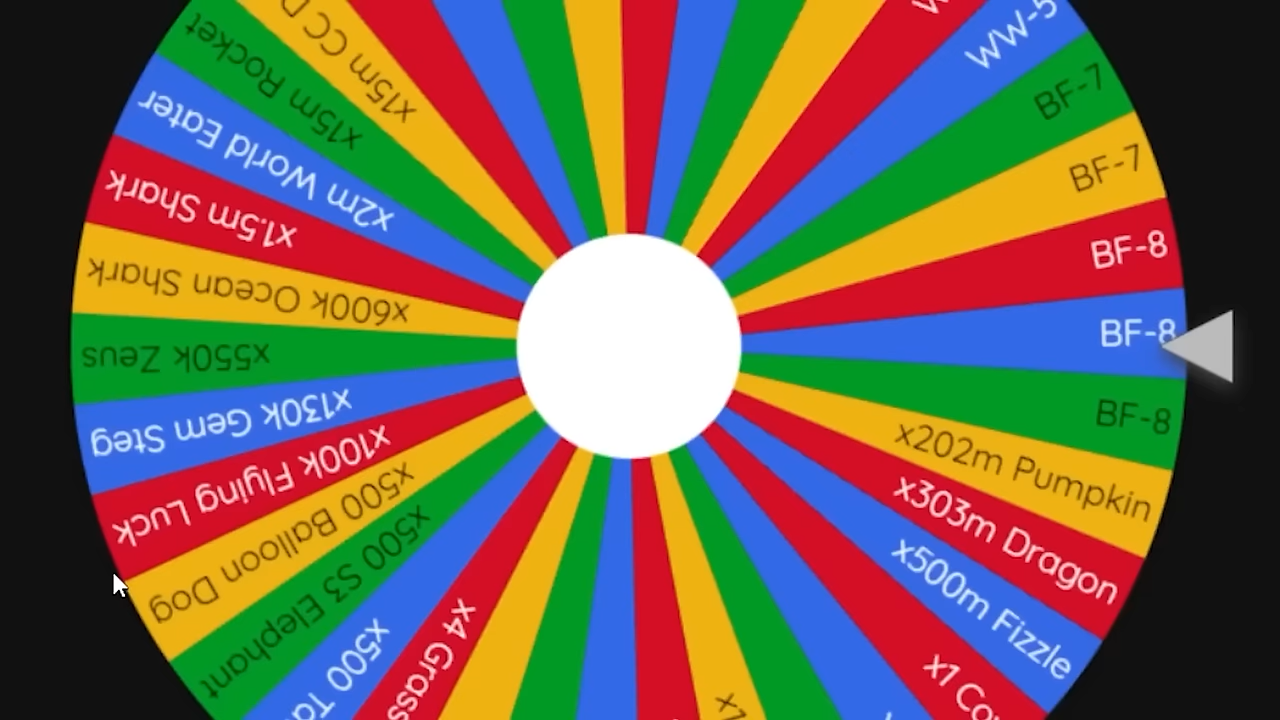 WW-5
BF-7
BF-7
BF-8
BF-8
BF-8
x202m Pumpkin
x303m Dragon
x500m Fizzle
x1
x4
x500
x500 S3 Elephant
x500 Balloon Dog
x100k Flying Luck
x130k Gem Steg
x550k Zeus
x600k Ocean Shark
x1.5m Shark
x2m World Eater
x15m Rocket
x15m CC